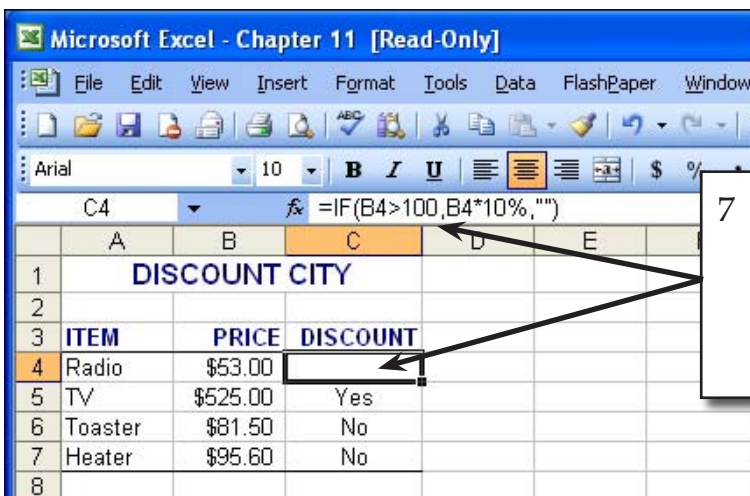 Microsoft Excel - Chapter 11 [Read-Only]
File Edit View Insert Format Tools Data FlashPaper Window
ABC
Arial 10 B I U $ %
C4 fx =IF(B4>100,B4*10%,"")
7
A B C D E
1 DISCOUNT CITY
2
3 ITEM PRICE DISCOUNT
4 Radio $53.00
5 TV $525.00 Yes
6 Toaster $81.50 No
7 Heater $95.60 No
8